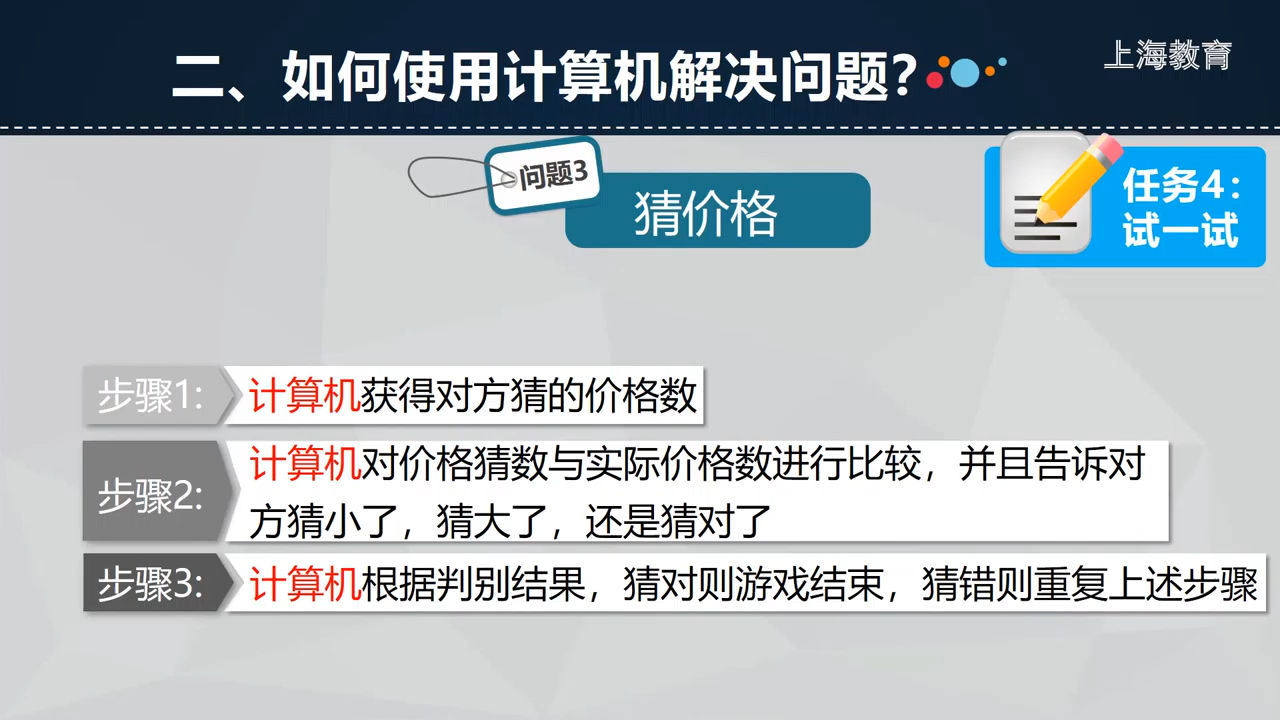 二、如何使用计算机解决问题？
上海教育
问题3
猜价格
任务4：
试一试
步骤1:
计算机获得对方猜的价格数
步骤2:
计算机对价格猜数与实际价格数进行比较，并且告诉对
方猜小了，猜大了，还是猜对了
步骤3:
计算机根据判别结果，猜对则游戏结束，猜错则重复上述步骤